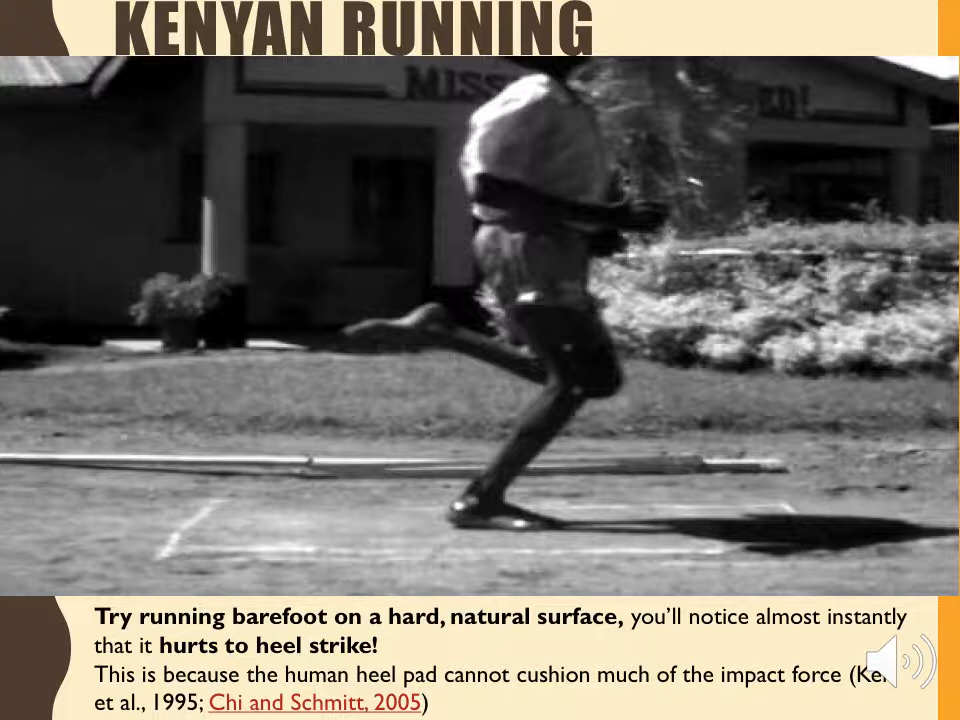 KENYAN RUNNING
Try running barefoot on a hard, natural surface, you'll notice almost instantly
that it hurts to heel strike!
This is because the human heel pad cannot cushion much of the impact force
et al., 1995; Chi and Schmitt, 2005)